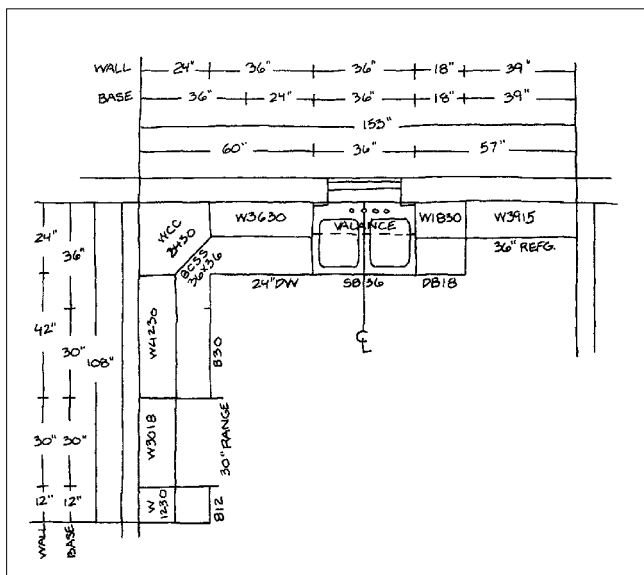 WALL 24" 36" 36" 18" 39"
BASE 36" 24" 36" 18" 39"
153"
60" 36" 57"
W3630 W1830 W3915
VALANCE
36" REFG.
WCC 2430
BCSS 36x36
24" DW SB36 DB18
CL
24" 36"
42"
30" 108"
W4230 B30
30" 30" W3018 30" RANGE
12" 12" W 1230 B12
WALL BASE